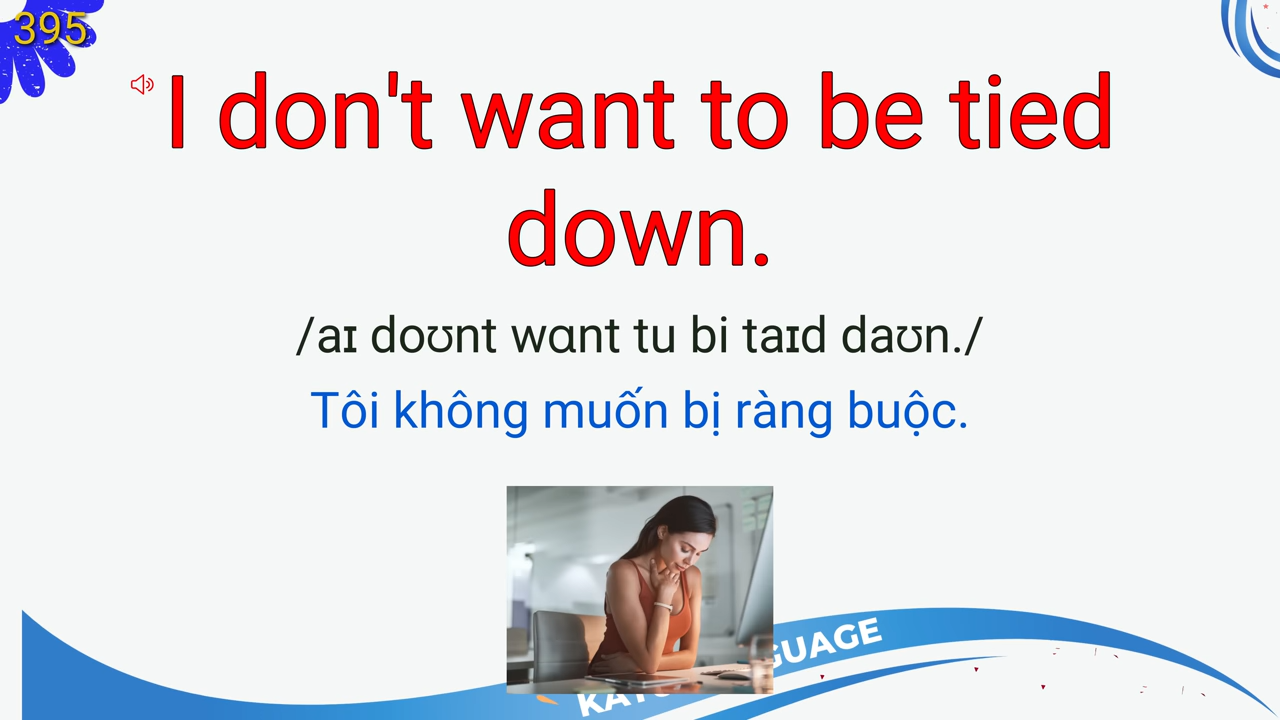 395
I don't want to be tied
down.
/aɪ doʊnt wɑnt tu bi taɪd daʊn./
Tôi không muốn bị ràng buộc.